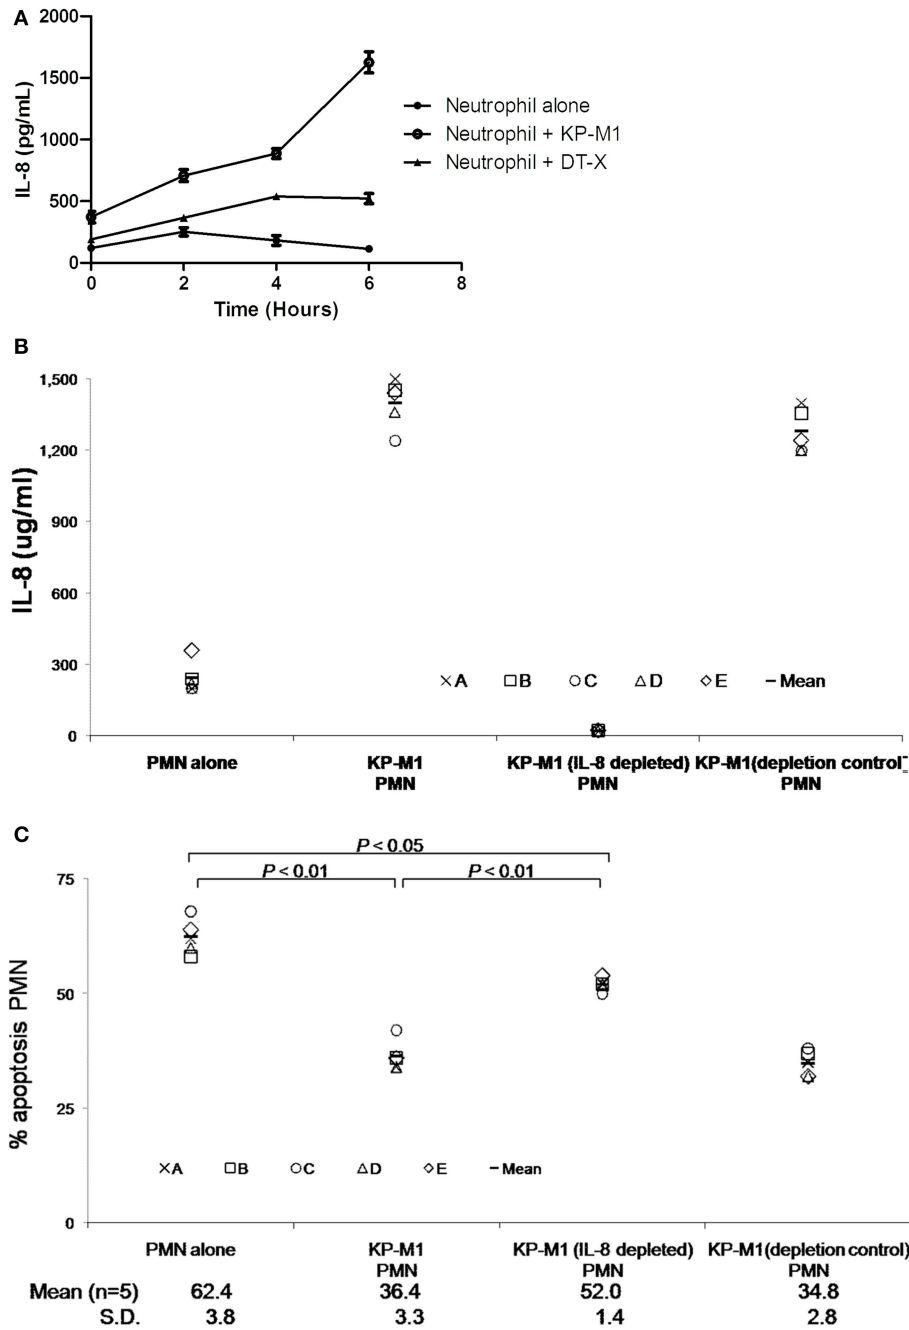 A
2000
1500
1000
500
0
IL-8 (pg/mL)
0 2 4 6 8
Time (Hours)
Neutrophil alone
Neutrophil + KP-M1
Neutrophil + DT-X
B
1,500
1,200
900
600
300
0
IL-8 (ug/ml)
A B C D E Mean
PMN alone KP-M1 KP-M1 (IL-8 depleted) KP-M1(depletion control
PMN PMN PMN
C
P < 0.05
P < 0.01 P < 0.01
75
50
25
0
% apoptosis PMN
A B C D E Mean
PMN alone KP-M1 KP-M1 (IL-8 depleted) KP-M1(depletion control)
PMN PMN PMN
Mean (n=5) 62.4 36.4 52.0 34.8
S.D. 3.8 3.3 1.4 2.8